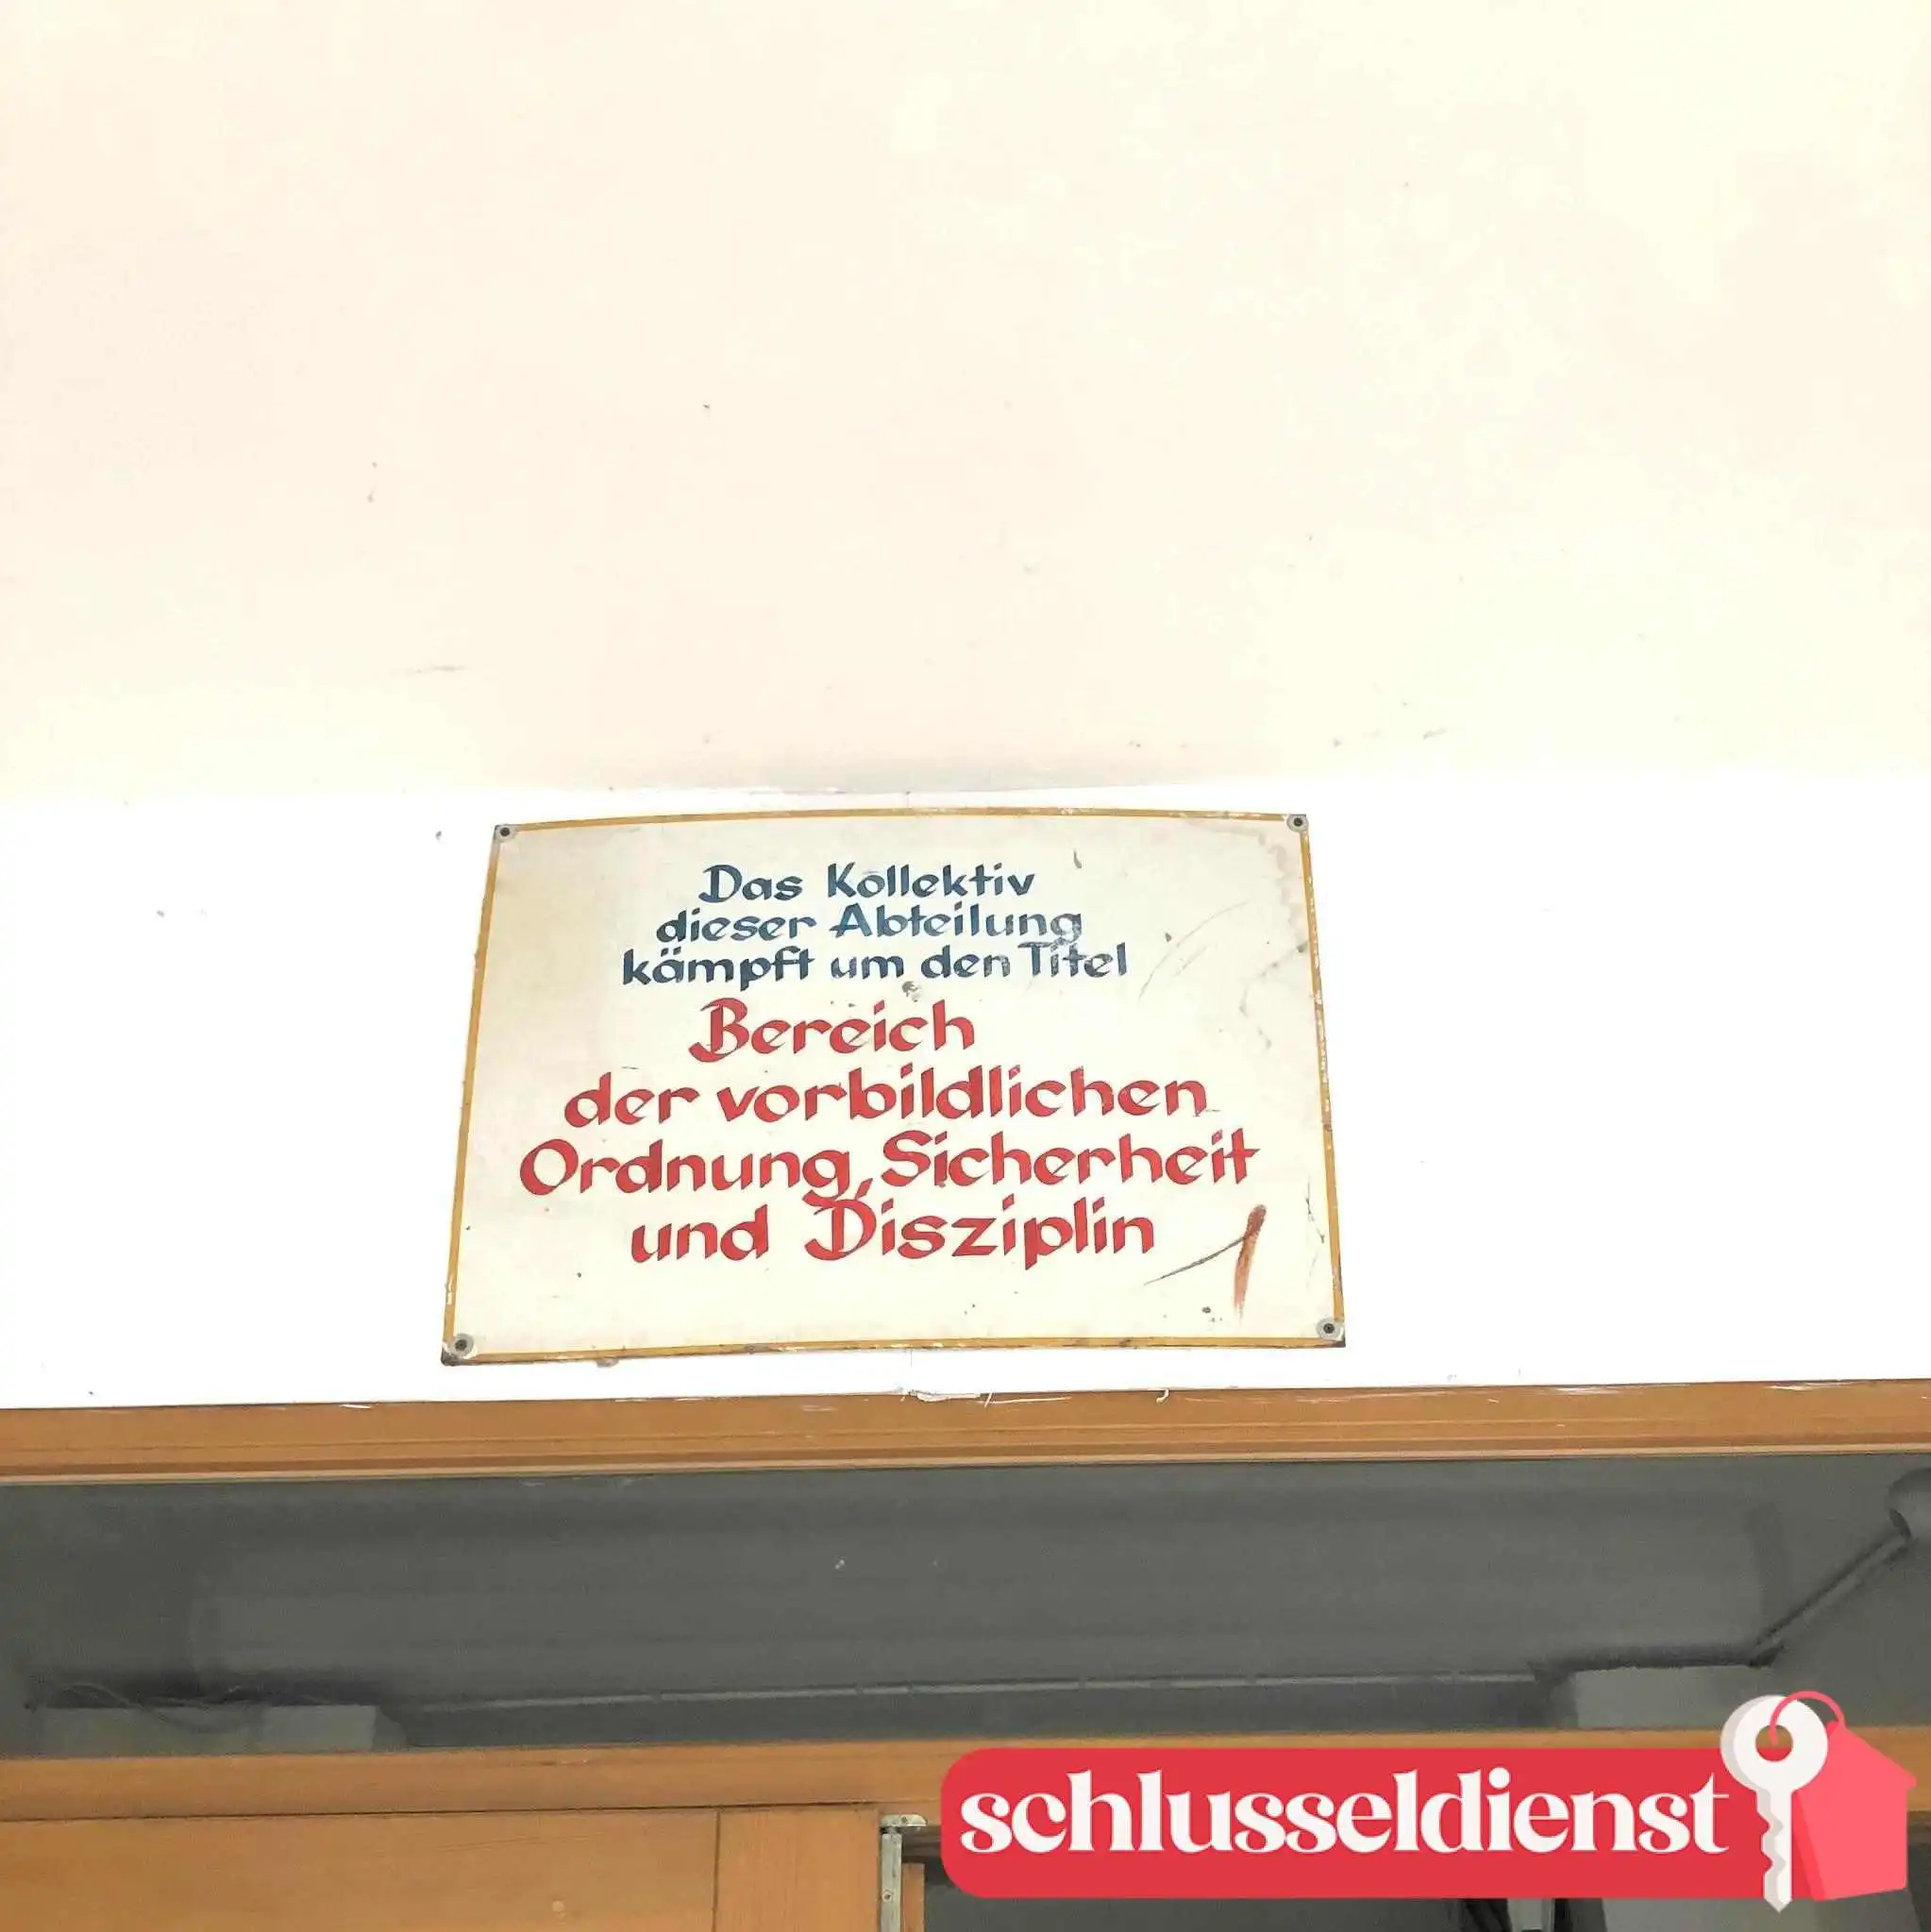 Das Kollektiv
dieser Abteilung
kämpft um den Titel
Bereich
der vorbildlichen
Ordnung, Sicherheit
und Disziplin
schlusseldienst